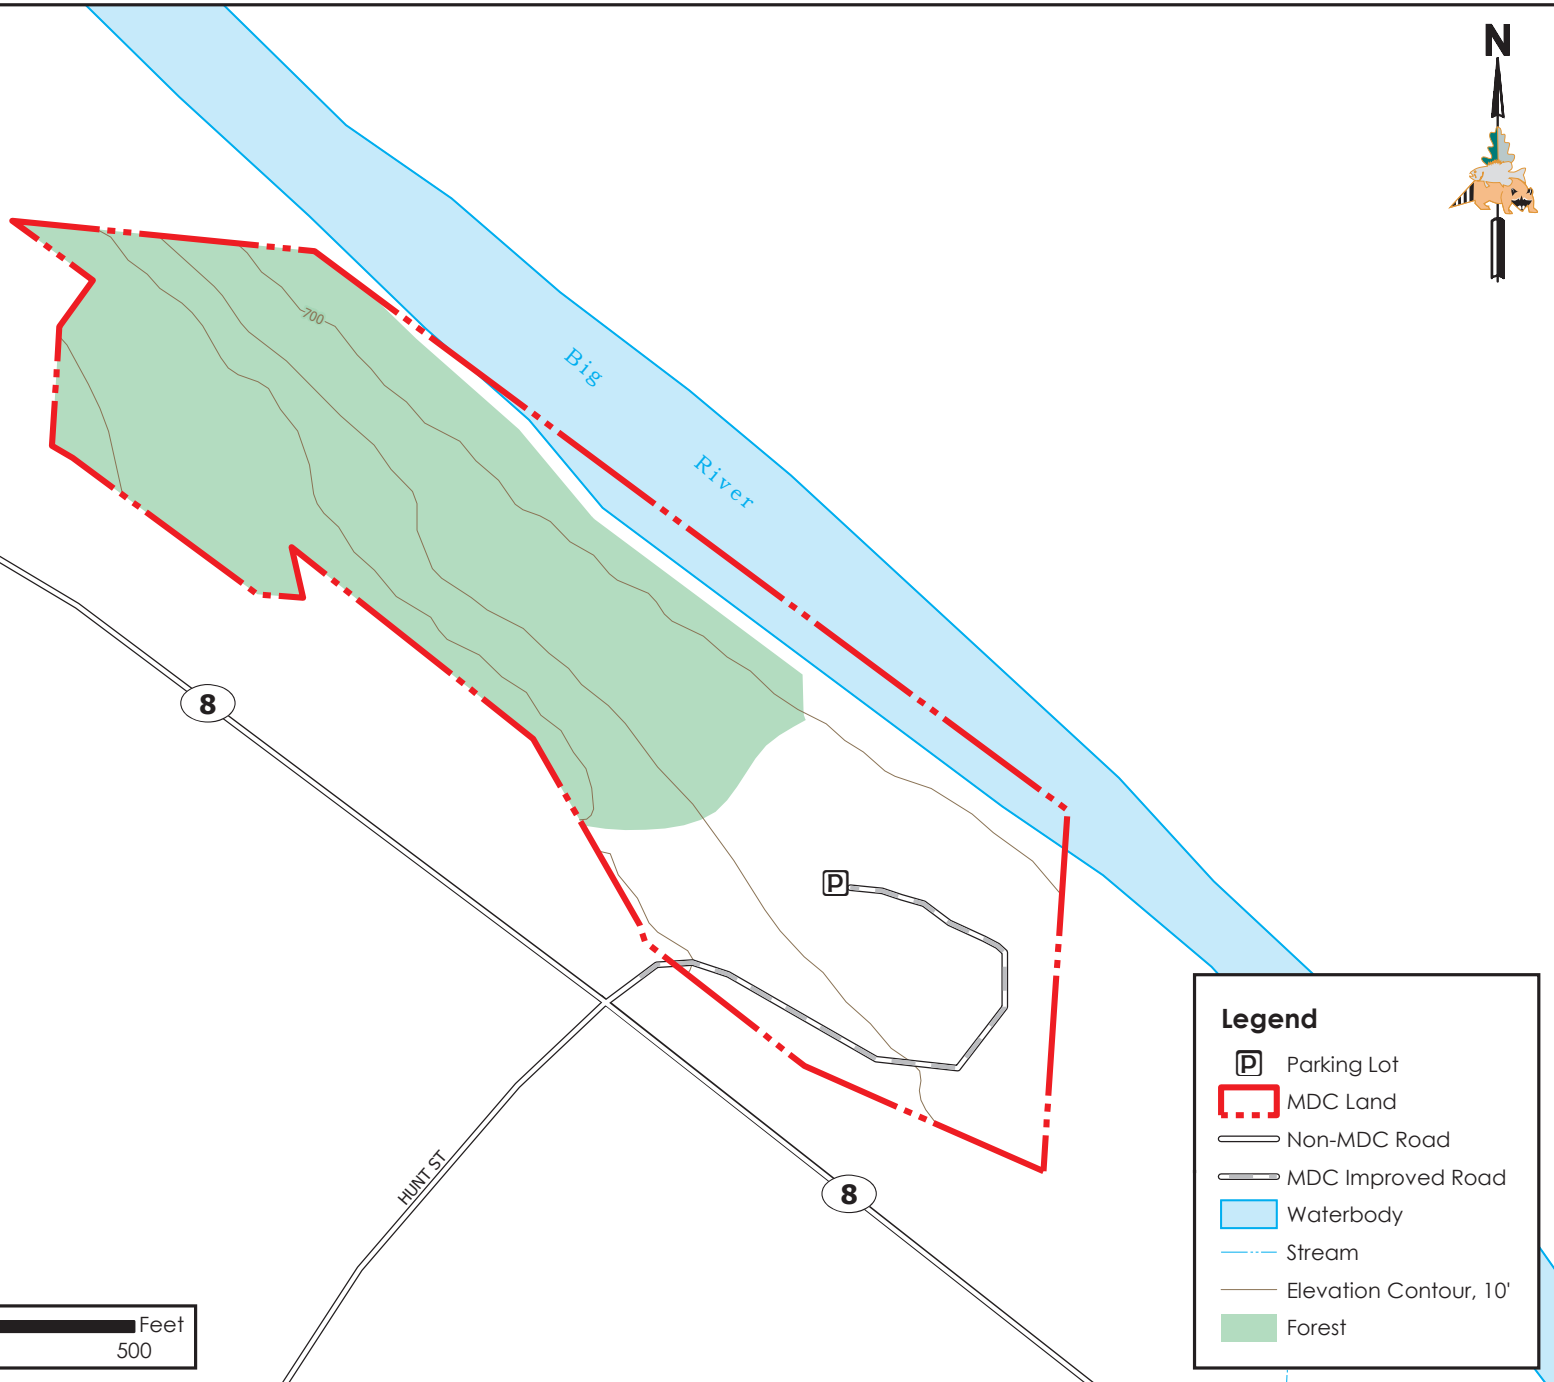 N
700
Big
River
8
P
HUNT ST
8
Legend
P Parking Lot
MDC Land
Non-MDC Road
MDC Improved Road
Waterbody
Stream
Elevation Contour, 10'
Forest
Feet
500